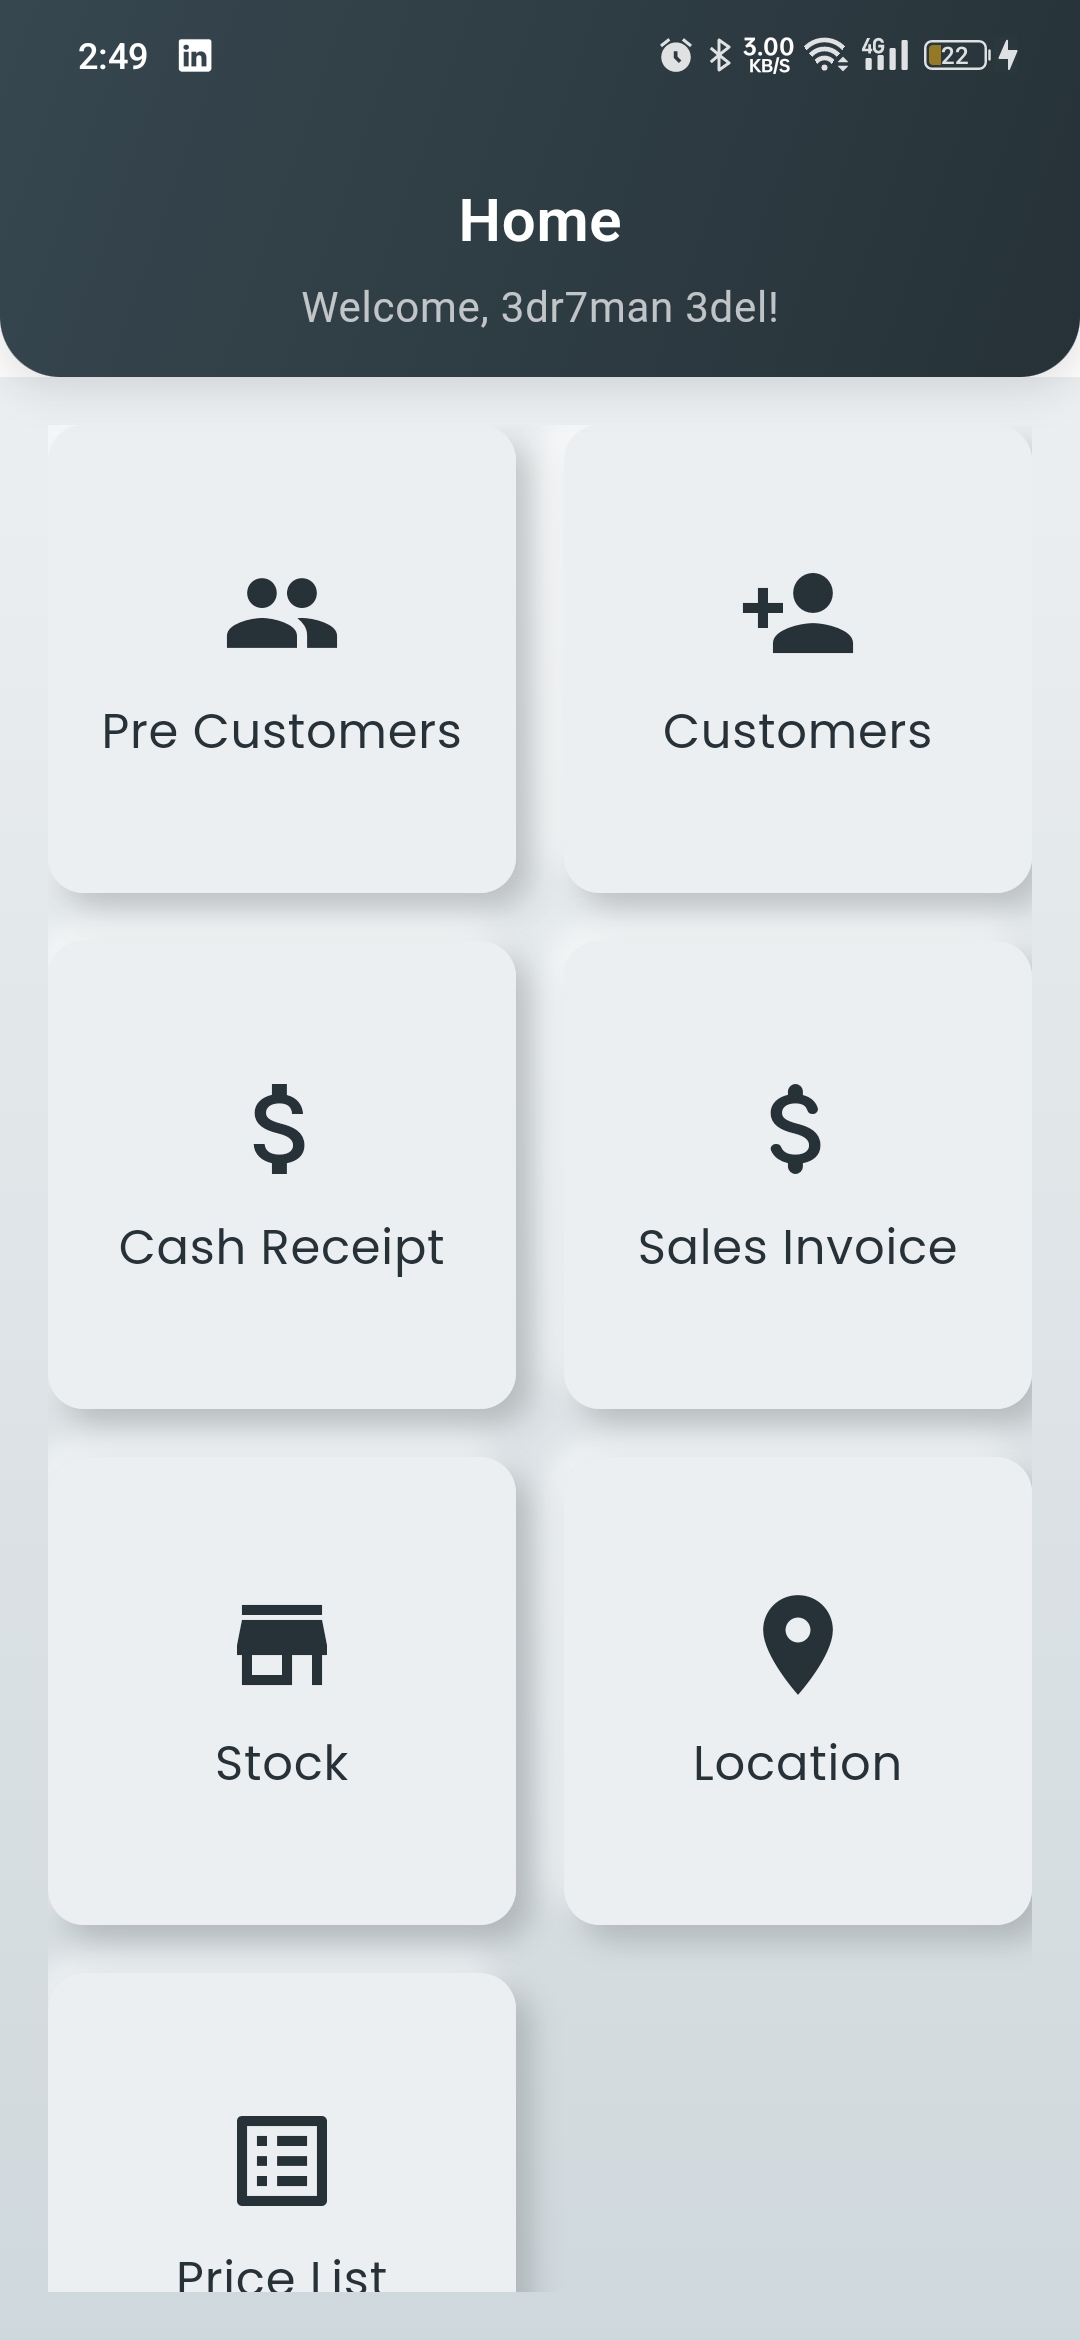 2:49 in 3.00 KB/S 4G 22
Home
Welcome, 3dr7man 3del!
Pre Customers Customers
Cash Receipt Sales Invoice
Stock Location
Price List